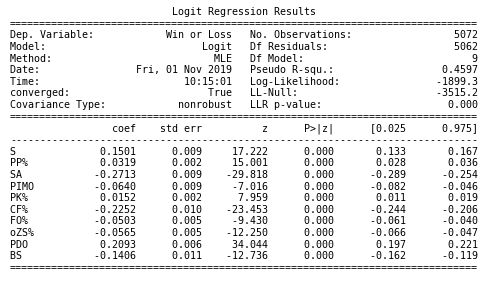 Logit Regression Results
==============================================================================
Dep. Variable: Win or Loss No. Observations: 5072
Model: Logit Df Residuals: 5062
Method: MLE Df Model: 9
Date: Fri, 01 Nov 2019 Pseudo R-squ.: 0.4597
Time: 10:15:01 Log-Likelihood: -1899.3
converged: True LL-Null: -3515.2
Covariance Type: nonrobust LLR p-value: 0.000
==============================================================================
coef std err z P>|z| [0.025 0.975]
------------------------------------------------------------------------------
S 0.1501 0.009 17.222 0.000 0.133 0.167
PP% 0.0319 0.002 15.001 0.000 0.028 0.036
SA -0.2713 0.009 -29.818 0.000 -0.289 -0.254
PIMO -0.0640 0.009 -7.016 0.000 -0.082 -0.046
PK% 0.0152 0.002 7.959 0.000 0.011 0.019
CF% -0.2252 0.010 -23.453 0.000 -0.244 -0.206
FO% -0.0503 0.005 -9.430 0.000 -0.061 -0.040
oZS% -0.0565 0.005 -12.250 0.000 -0.066 -0.047
PDO 0.2093 0.006 34.044 0.000 0.197 0.221
BS -0.1406 0.011 -12.736 0.000 -0.162 -0.119
==============================================================================